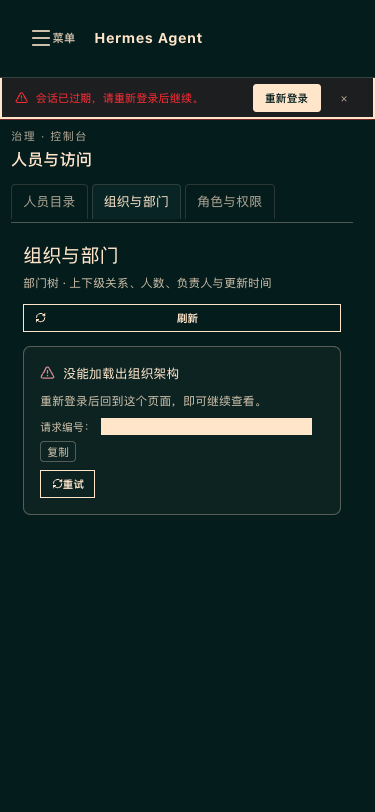 菜单 Hermes Agent
会话已过期，请重新登录后继续。 重新登录 ×
治理 · 控制台
人员与访问
人员目录 组织与部门 角色与权限
组织与部门
部门树 · 上下级关系、人数、负责人与更新时间
刷新
没能加载出组织架构
重新登录后回到这个页面，即可继续查看。
请求编号：
复制
重试